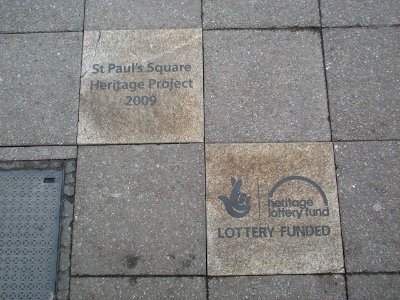 St Paul's Square
Heritage Project
2009
heritage
lottery fund
LOTTERY FUNDED